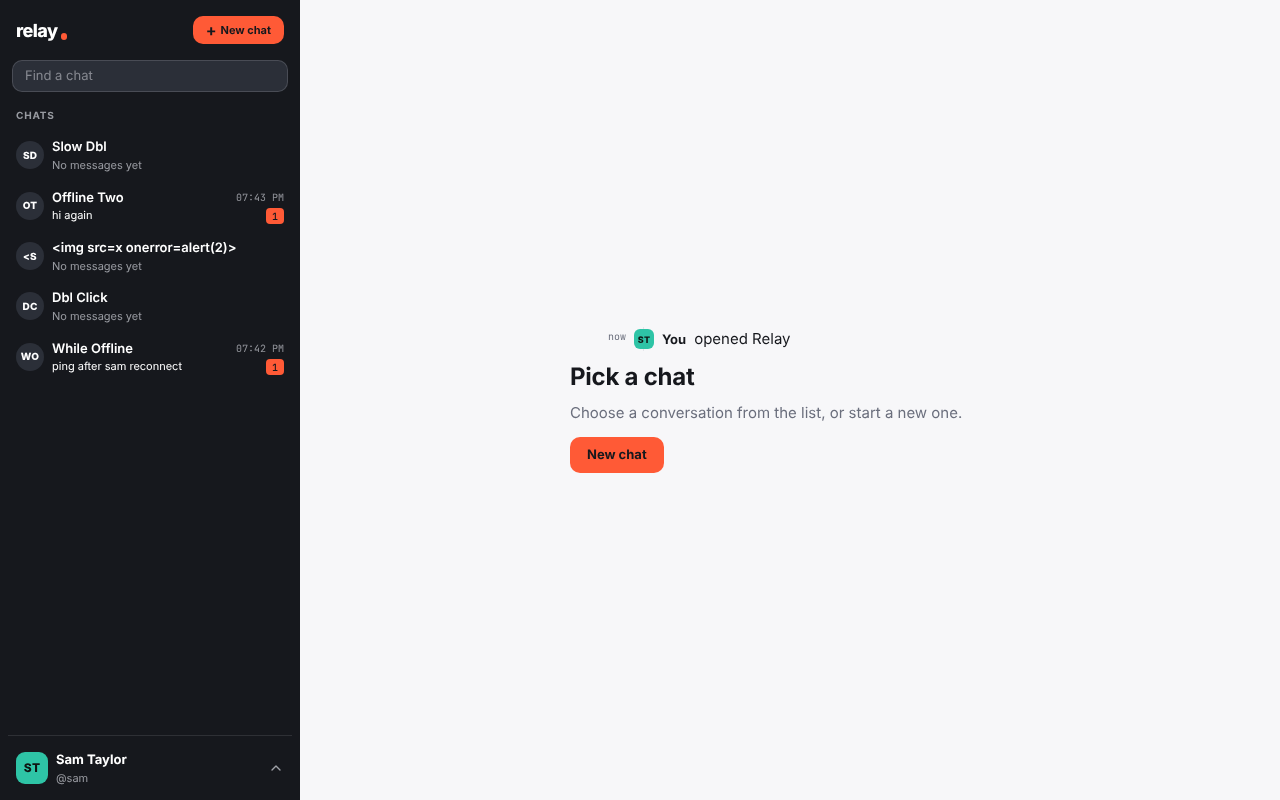 relay.
+ New chat
Find a chat
CHATS
SD
Slow Dbl
No messages yet
OT
Offline Two
07:43 PM
hi again
1
<S
<img src=x onerror=alert(2)>
No messages yet
DC
Dbl Click
No messages yet
WO
While Offline
07:42 PM
ping after sam reconnect
1
ST
Sam Taylor
@sam
now ST You opened Relay
Pick a chat
Choose a conversation from the list, or start a new one.
New chat